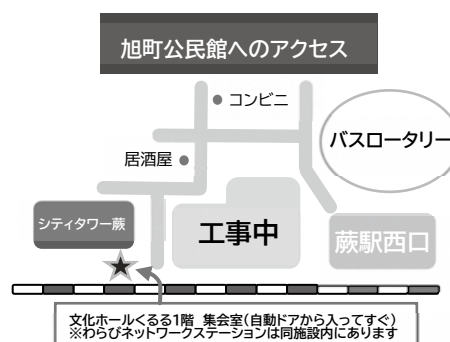 旭町公民館へのアクセス
コンビニ
バスロータリー
居酒屋
シティタワー蕨
工事中
蕨駅西口
文化ホールくるる1階 集会室(自動ドアから入ってすぐ)
※わらびネットワークステーションは同施設内にあります